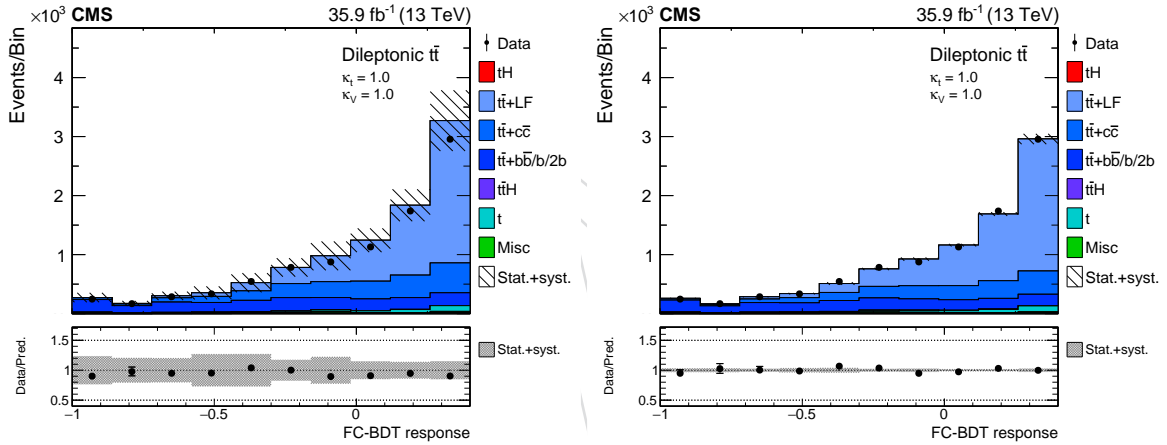 ×10³ CMS 35.9 fb⁻¹ (13 TeV)
Events/Bin
4
3
2
1
Dileptonic tt̄
κt = 1.0
κV = 1.0
Data
tH
tt̄+LF
tt̄+cc̄
tt̄+bb̄/b/2b
tt̄H
t
Misc
Stat.+syst.
Data/Pred.
1.5
1
0.5
Stat.+syst.
−1 −0.5 0
FC-BDT response
×10³ CMS 35.9 fb⁻¹ (13 TeV)
Events/Bin
4
3
2
1
Dileptonic tt̄
κt = 1.0
κV = 1.0
Data
tH
tt̄+LF
tt̄+cc̄
tt̄+bb̄/b/2b
tt̄H
t
Misc
Stat.+syst.
Data/Pred.
1.5
1
0.5
Stat.+syst.
−1 −0.5 0
FC-BDT response